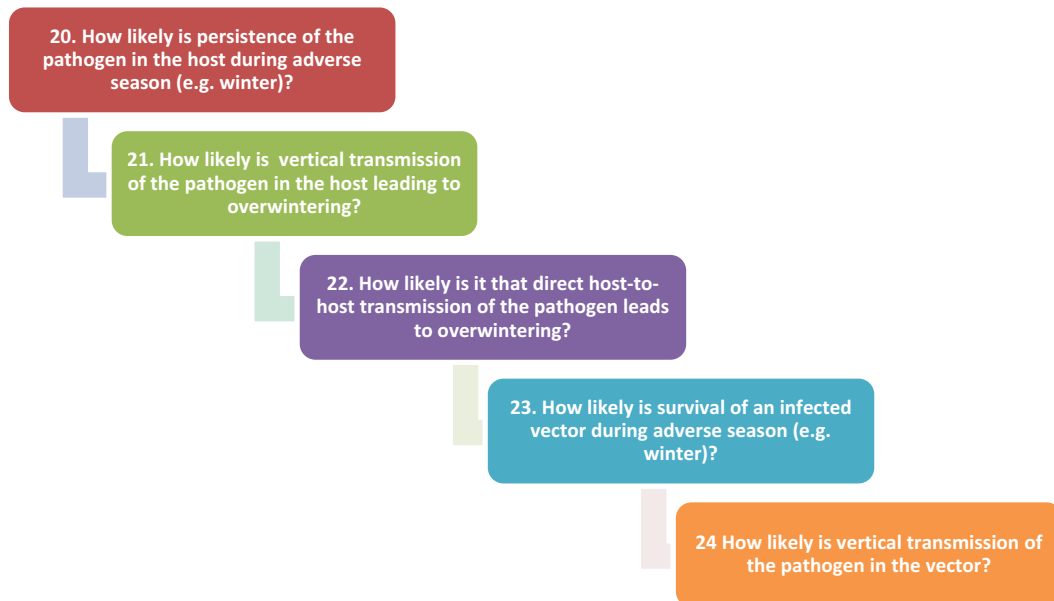 20. How likely is persistence of the
pathogen in the host during adverse
season (e.g. winter)?
21. How likely is  vertical transmission
of the pathogen in the host leading to
overwintering?
22. How likely is it that direct host-to-
host transmission of the pathogen leads
to overwintering?
23. How likely is survival of an infected
vector during adverse season (e.g.
winter)?
24 How likely is vertical transmission of
the pathogen in the vector?